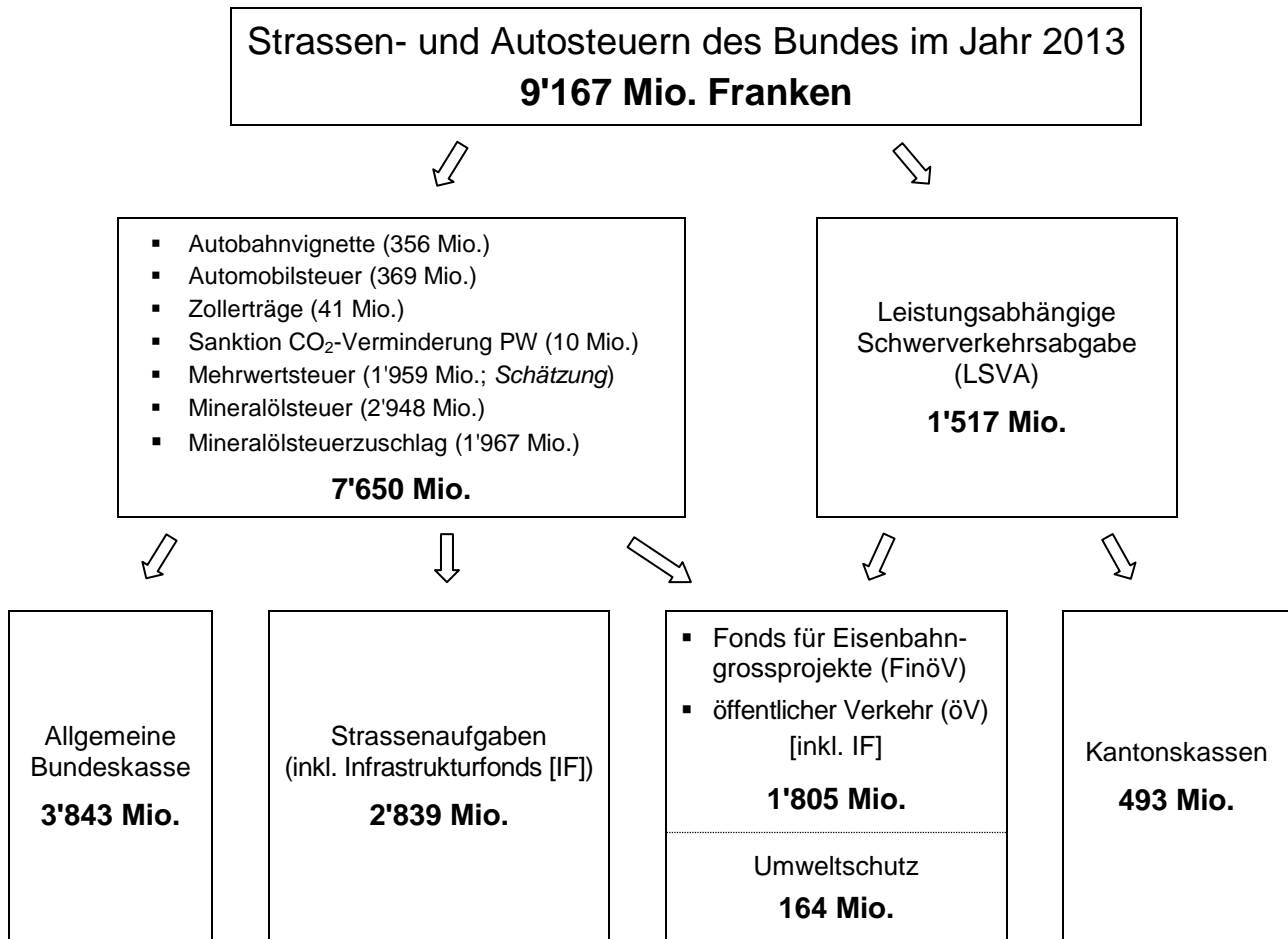 Strassen- und Autosteuern des Bundes im Jahr 2013
9'167 Mio. Franken
▪ Autobahnvignette (356 Mio.)
▪ Automobilsteuer (369 Mio.)
▪ Zollerträge (41 Mio.)
▪ Sanktion CO₂-Verminderung PW (10 Mio.)
▪ Mehrwertsteuer (1'959 Mio.; Schätzung)
▪ Mineralölsteuer (2'948 Mio.)
▪ Mineralölsteuerzuschlag (1'967 Mio.)
7'650 Mio.
Leistungsabhängige
Schwerverkehrsabgabe
(LSVA)
1'517 Mio.
Allgemeine
Bundeskasse
3'843 Mio.
Strassenaufgaben
(inkl. Infrastrukturfonds [IF])
2'839 Mio.
▪ Fonds für Eisenbahn-
grossprojekte (FinöV)
▪ öffentlicher Verkehr (öV)
[inkl. IF]
1'805 Mio.
Umweltschutz
164 Mio.
Kantonskassen
493 Mio.